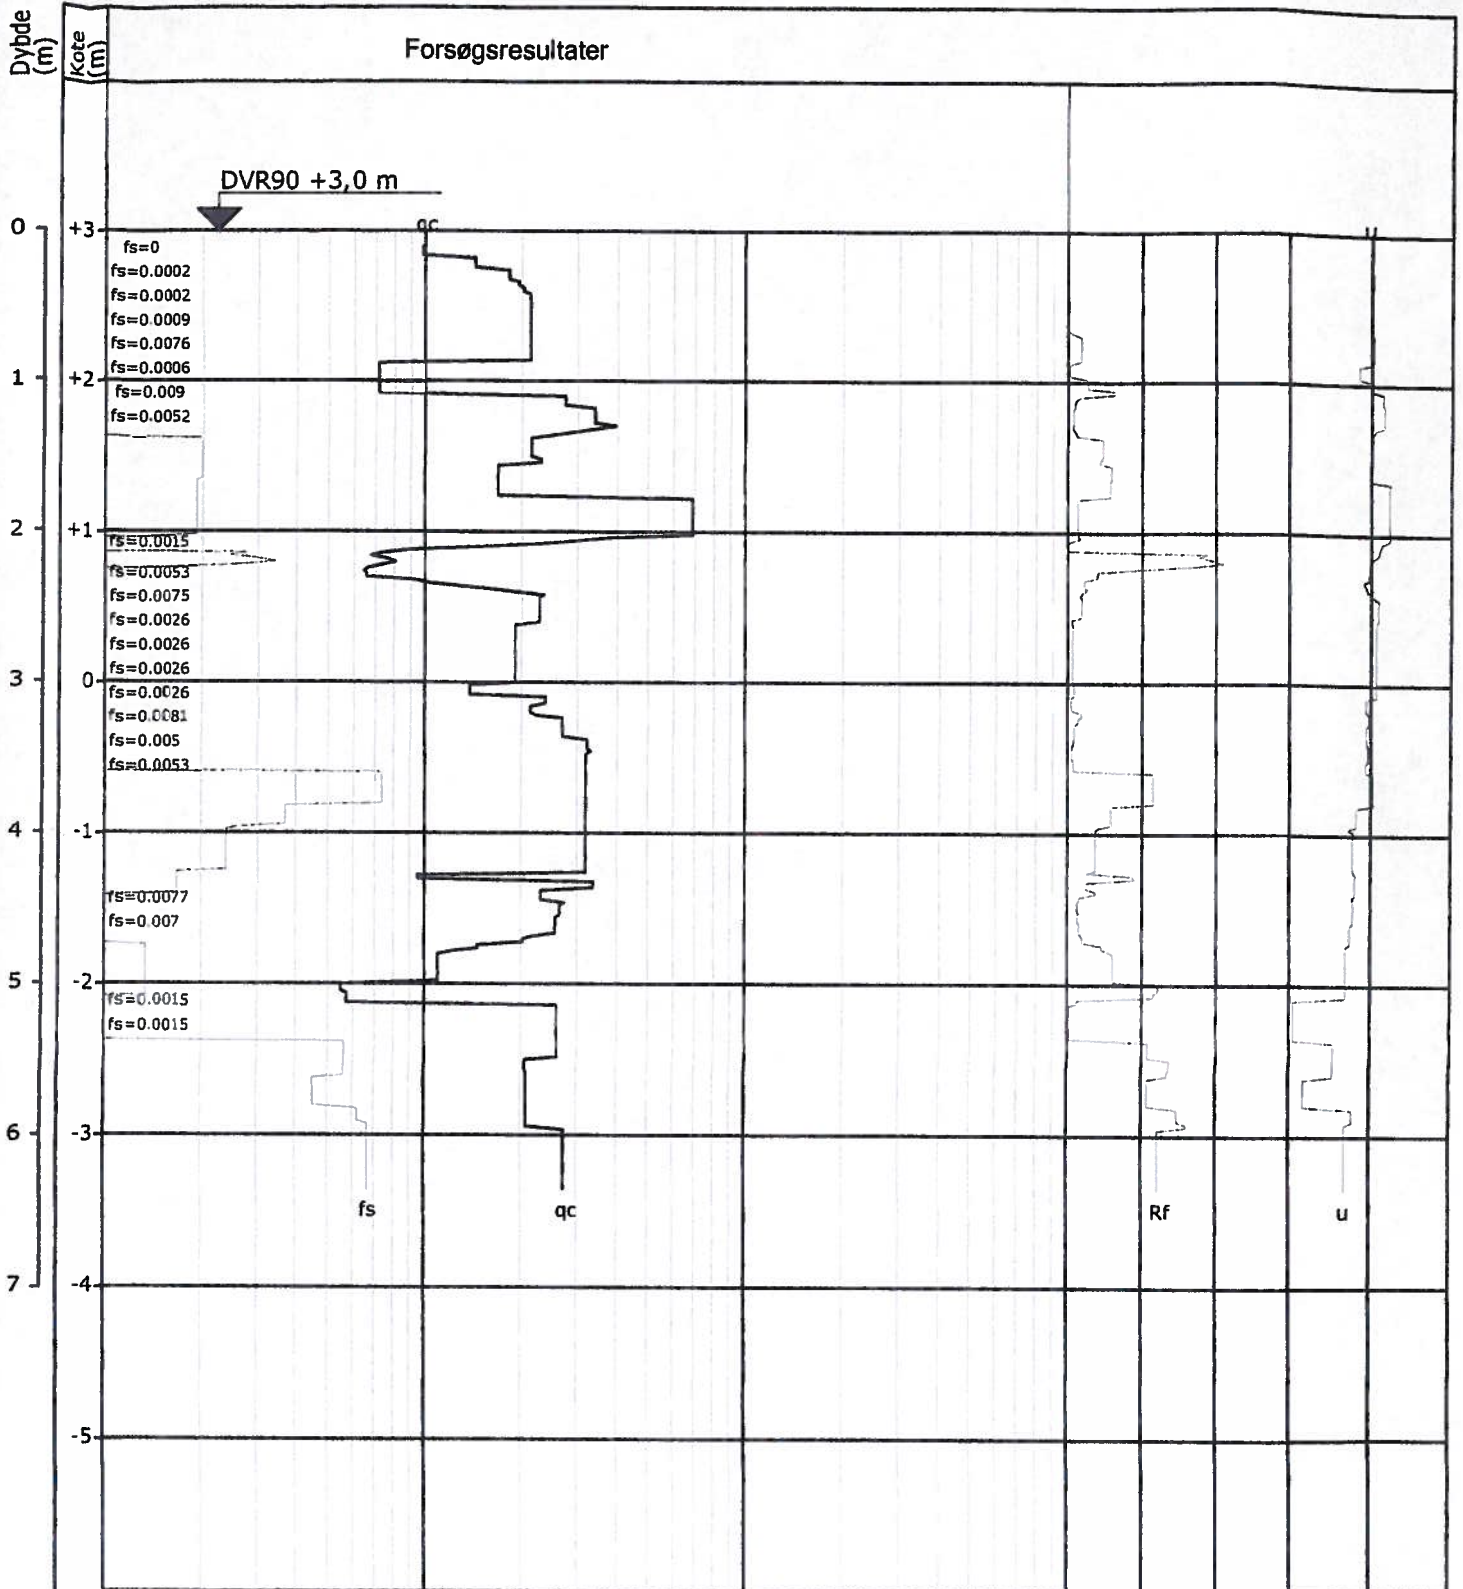 Dybde
(m)
Kote
(m)
Forsøgsresultater
DVR90 +3,0 m
qc
u
0
+3
fs=0
fs=0.0002
fs=0.0002
fs=0.0009
fs=0.0076
fs=0.0006
1
+2
fs=0.009
fs=0.0052
2
+1
fs=0.0015
fs=0.0053
fs=0.0075
fs=0.0026
fs=0.0026
fs=0.0026
3
0
fs=0.0026
fs=0.0081
fs=0.005
fs=0.0053
4
-1
fs=0.0077
fs=0.007
5
-2
fs=0.0015
fs=0.0015
6
-3
fs
qc
Rf
u
7
-4
-5